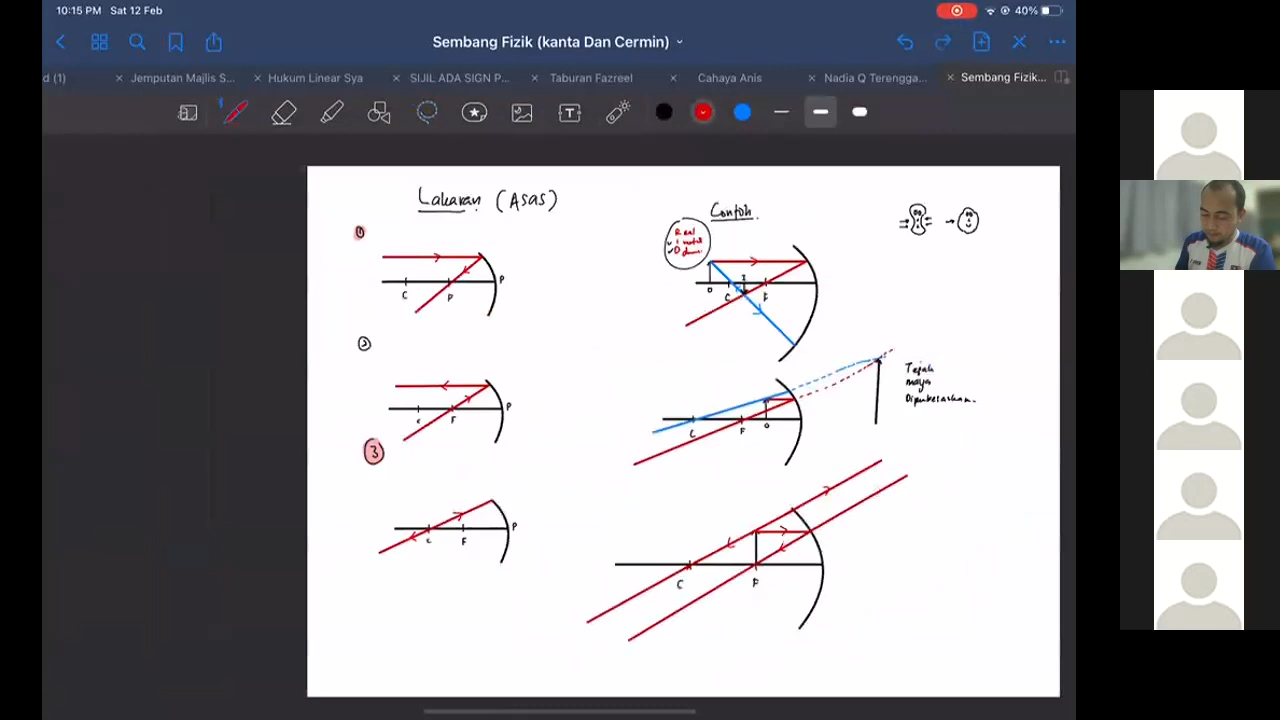 10:15 PM Sat 12 Feb
40%
Sembang Fizik (kanta Dan Cermin)
d (1)
Jemputan Majlis S...
Hukum Linear Sya
SIJIL ADA SIGN P...
Taburan Fazreel
Cahaya Anis
Nadia Q Terengga...
Sembang Fizik...
T
Lakaran (Asas)
Contoh
1
C
F
P
Real
O
C
I
F
2
C
F
P
C
F
O
Tegak
maya
Diperbesarkan.
3
C
F
P
C
F